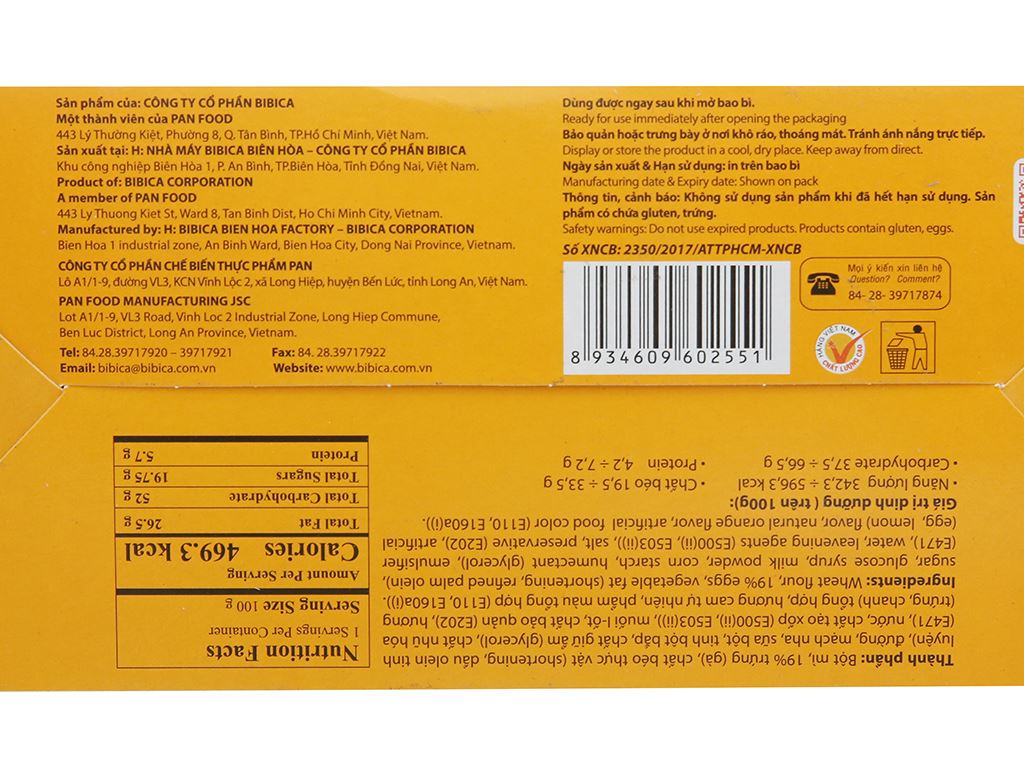 Sản phẩm của: CÔNG TY CỔ PHẦN BIBICA
Một thành viên của PAN FOOD
443 Lý Thường Kiệt, Phường 8, Q. Tân Bình, TP.Hồ Chí Minh, Việt Nam.
Sản xuất tại: H: NHÀ MÁY BIBICA BIÊN HÒA – CÔNG TY CỔ PHẦN BIBICA
Khu công nghiệp Biên Hòa 1, P. An Bình, TP.Biên Hòa, Tỉnh Đồng Nai, Việt Nam.
Product of: BIBICA CORPORATION
A member of PAN FOOD
443 Ly Thuong Kiet St, Ward 8, Tan Binh Dist, Ho Chi Minh City, Vietnam.
Manufactured by: H: BIBICA BIEN HOA FACTORY – BIBICA CORPORATION
Bien Hoa 1 industrial zone, An Binh Ward, Bien Hoa City, Dong Nai Province, Vietnam.
CÔNG TY CỔ PHẦN CHẾ BIẾN THỰC PHẨM PAN
Lô A1/1-9, đường VL3, KCN Vĩnh Lộc 2, xã Long Hiệp, huyện Bến Lức, tỉnh Long An, Việt Nam.
PAN FOOD MANUFACTURING JSC
Lot A1/1-9, VL3 Road, Vinh Loc 2 Industrial Zone, Long Hiep Commune,
Ben Luc District, Long An Province, Vietnam.
Tel: 84.28.39717920 – 39717921 Fax: 84. 28.39717922
Email: bibica@bibica.com.vn Website: www.bibica.com.vn
Dùng được ngay sau khi mở bao bì.
Ready for use immediately after opening the packaging
Bảo quản hoặc trưng bày ở nơi khô ráo, thoáng mát. Tránh ánh nắng trực tiếp.
Display or store the product in a cool, dry place. Keep away from direct.
Ngày sản xuất & Hạn sử dụng: in trên bao bì
Manufacturing date & Expiry date: Shown on pack
Thông tin, cảnh báo: Không sử dụng sản phẩm khi đã hết hạn sử dụng. Sản
phẩm có chứa gluten, trứng.
Safety warnings: Do not use expired products. Products contain gluten, eggs.
Số XNCB: 2350/2017/ATTPHCM-XNCB
8 934609 602551
Mọi ý kiến xin liên hệ
Question? Comment?
84- 28- 39717874
HÀNG VIỆT NAM
CHẤT LƯỢNG CAO
Thành phần: Bột, mì, 19% trứng (gà), chất béo thực vật (shortening, dầu olein tinh
luyện), đường, mạch nha, sữa bột, tinh bột bắp, chất giữ ẩm (glycerol), chất nhũ hóa
(E471), nước, chất tạo xốp (E500(ii), E503(ii)), muối I-ốt, chất bảo quản (E202), hương
(trứng, chanh) tổng hợp, hương cam tự nhiên, phẩm màu tổng hợp (E110, E160a(i)).
Ingredients: Wheat flour, 19% eggs, vegetable fat (shortening, refined palm olein),
sugar, glucose syrup, milk powder, corn starch, humectant (glycerol), emulsifier
(E471), water, leavening agents (E500(ii), E503(ii)), salt, preservative (E202), artificial
(egg, lemon) flavor, natural orange flavor, artificial food color (E110, E160a(i)).
Giá trị dinh dưỡng ( trên 100g):
• Năng lượng 342,3 ÷ 596,3 kcal • Chất béo 19,5 ÷ 33,5 g
• Carbohydrate 37,5 ÷ 66,5 g • Protein 4,2 ÷ 7,2 g
Nutrition Facts
1 Servings Per Container
Serving Size 100 g
Amount Per Serving
Calories 469.3 kcal
Total Fat 26.5 g
Total Carbohydrate 52 g
Total Sugars 19.75 g
Protein 5.7 g